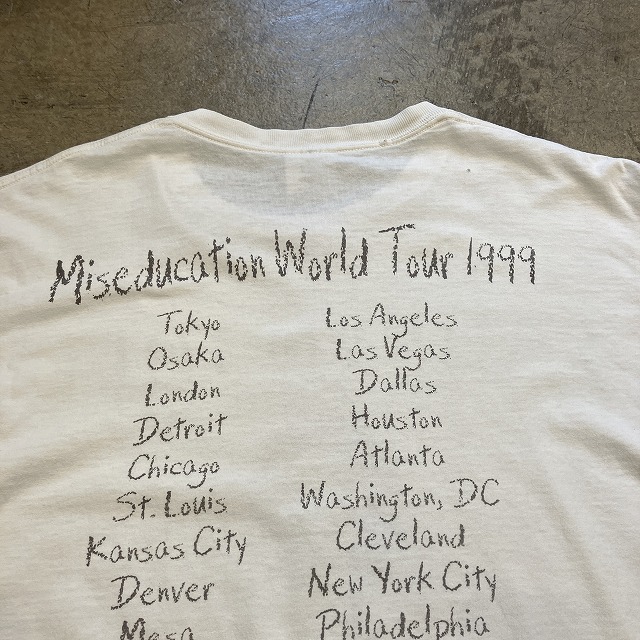 Miseducation World Tour 1999
Tokyo
Osaka
London
Detroit
Chicago
St. Louis
Kansas City
Denver
Mesa
Los Angeles
Las Vegas
Dallas
Houston
Atlanta
Washington, DC
Cleveland
New York City
Philadelphia